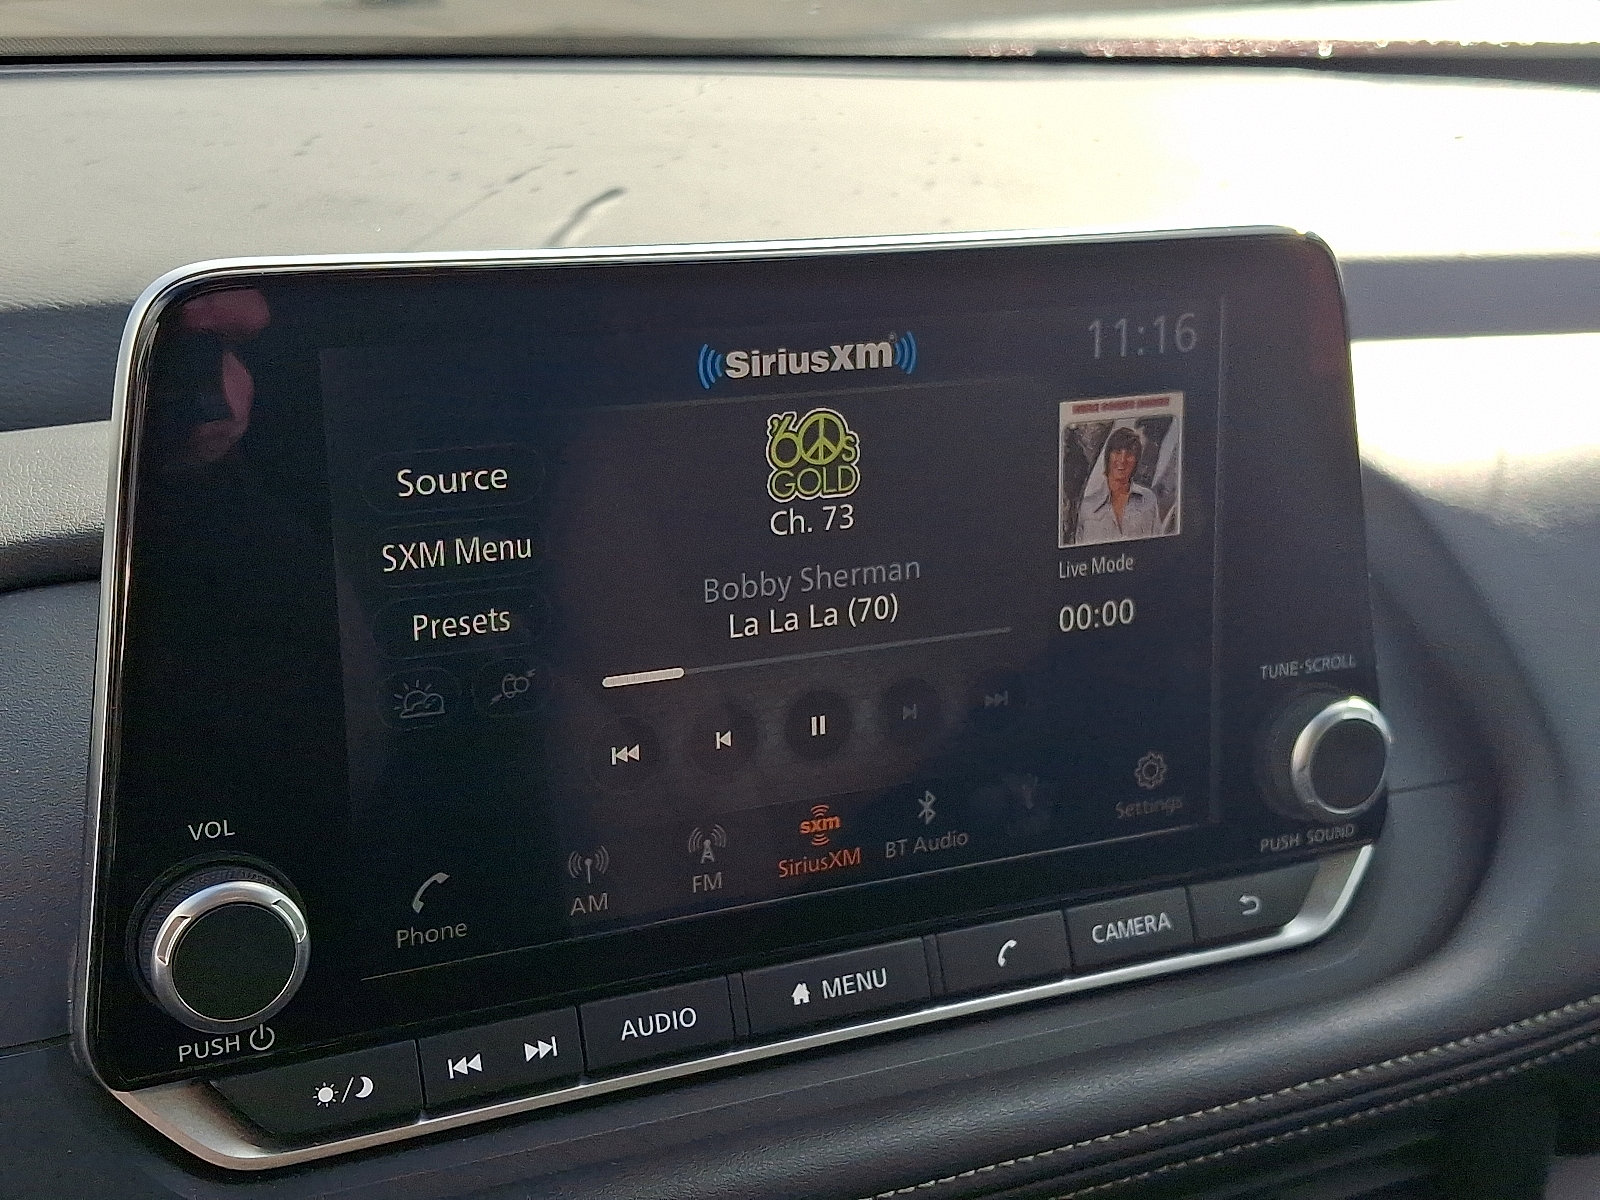 SiriusXM
11:16
60s
GOLD
Ch. 73
Source
SXM Menu
Presets
Bobby Sherman
La La La (70)
Live Mode
00:00
TUNE·SCROLL
PUSH SOUND
VOL
PUSH
Phone
AM
FM
sxm
SiriusXM
BT Audio
Settings
AUDIO
MENU
CAMERA